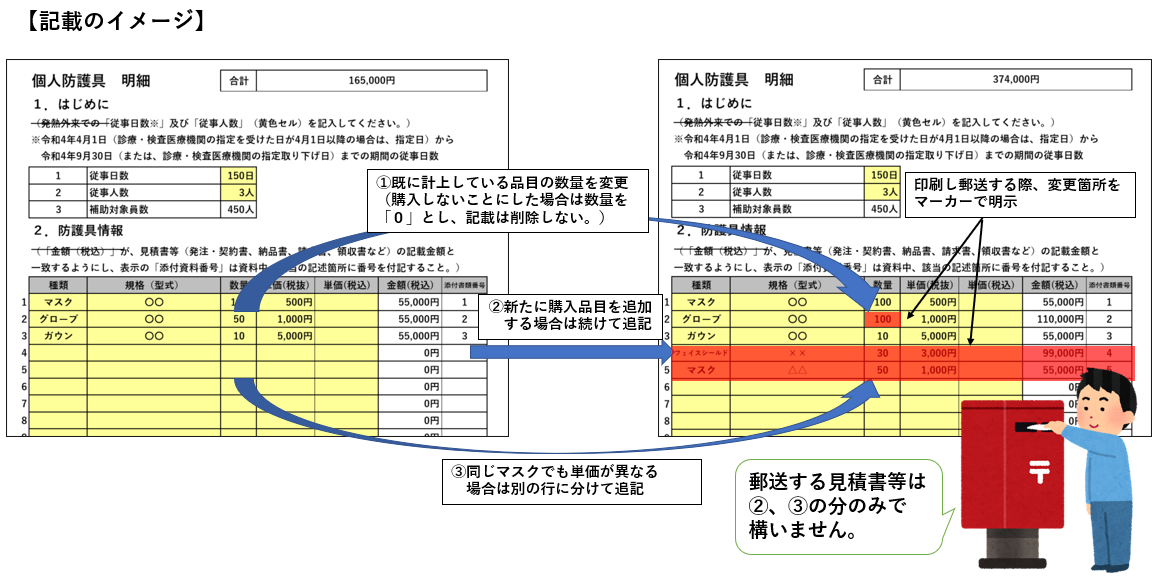 【記載のイメージ】
個人防護具　明細
合計 165,000円
１．はじめに
（発熱外来での「従事日数※」及び「従事人数」（黄色セル）を記入してください。）
※令和4年4月1日（診療・検査医療機関の指定を受けた日が4月1日以降の場合は、指定日）から
令和4年9月30日（または、診療・検査医療機関の指定取り下げ日）までの期間の従事日数
1 従事日数 150日
2 従事人数 3人
3 補助対象員数 450人
２．防護具情報
（「金額（税込）」が、見積書等（発注・契約書、納品書、請求書、領収書など）の記載金額と
一致するようにし、表示の「添付資料番号」は資料中、該当の記述箇所に番号を付記すること。）
種類 規格（型式） 数量 単価(税抜) 単価（税込） 金額（税込） 添付書類番号
1 マスク 〇〇 500円 55,000円 1
2 グローブ 〇〇 50 1,000円 55,000円 2
3 ガウン 〇〇 10 5,000円 55,000円 3
4 0円
5 0円
6 0円
7 0円
8 0円
0円
①既に計上している品目の数量を変更
（購入しないことにした場合は数量を
「０」とし、記載は削除しない。）
②新たに購入品目を追加
する場合は続けて追記
③同じマスクでも単価が異なる
場合は別の行に分けて追記
個人防護具　明細
合計 374,000円
１．はじめに
（発熱外来での「従事日数※」及び「従事人数」（黄色セル）を記入してください。）
※令和4年4月1日（診療・検査医療機関の指定を受けた日が4月1日以降の場合は、指定日）から
令和4年9月30日（または、診療・検査医療機関の指定取り下げ日）までの期間の従事日数
1 従事日数 150日
2 従事人数 3人
3 補助対象員数 450人
印刷し郵送する際、変更箇所を
マーカーで明示
２．防護具情報
（「金額（税込）」が、見積書等（発注・契約書、納品書、請求書、領収書など）の記載金額と
一致するようにし、表示の「添付資料番号」は資料中、該当の記述箇所に番号を付記すること。）
種類 規格（型式） 数量 単価(税抜) 単価（税込） 金額（税込） 添付書類番号
1 マスク 〇〇 100 500円 55,000円 1
2 グローブ 〇〇 100 1,000円 110,000円 2
3 ガウン 〇〇 10 5,000円 55,000円 3
フェイスシールド ×× 30 3,000円 99,000円 4
5 マスク △△ 50 1,000円 55,000円 5
6 0円
7 0円
8 0円
郵送する見積書等は
②、③の分のみで
構いません。
〒